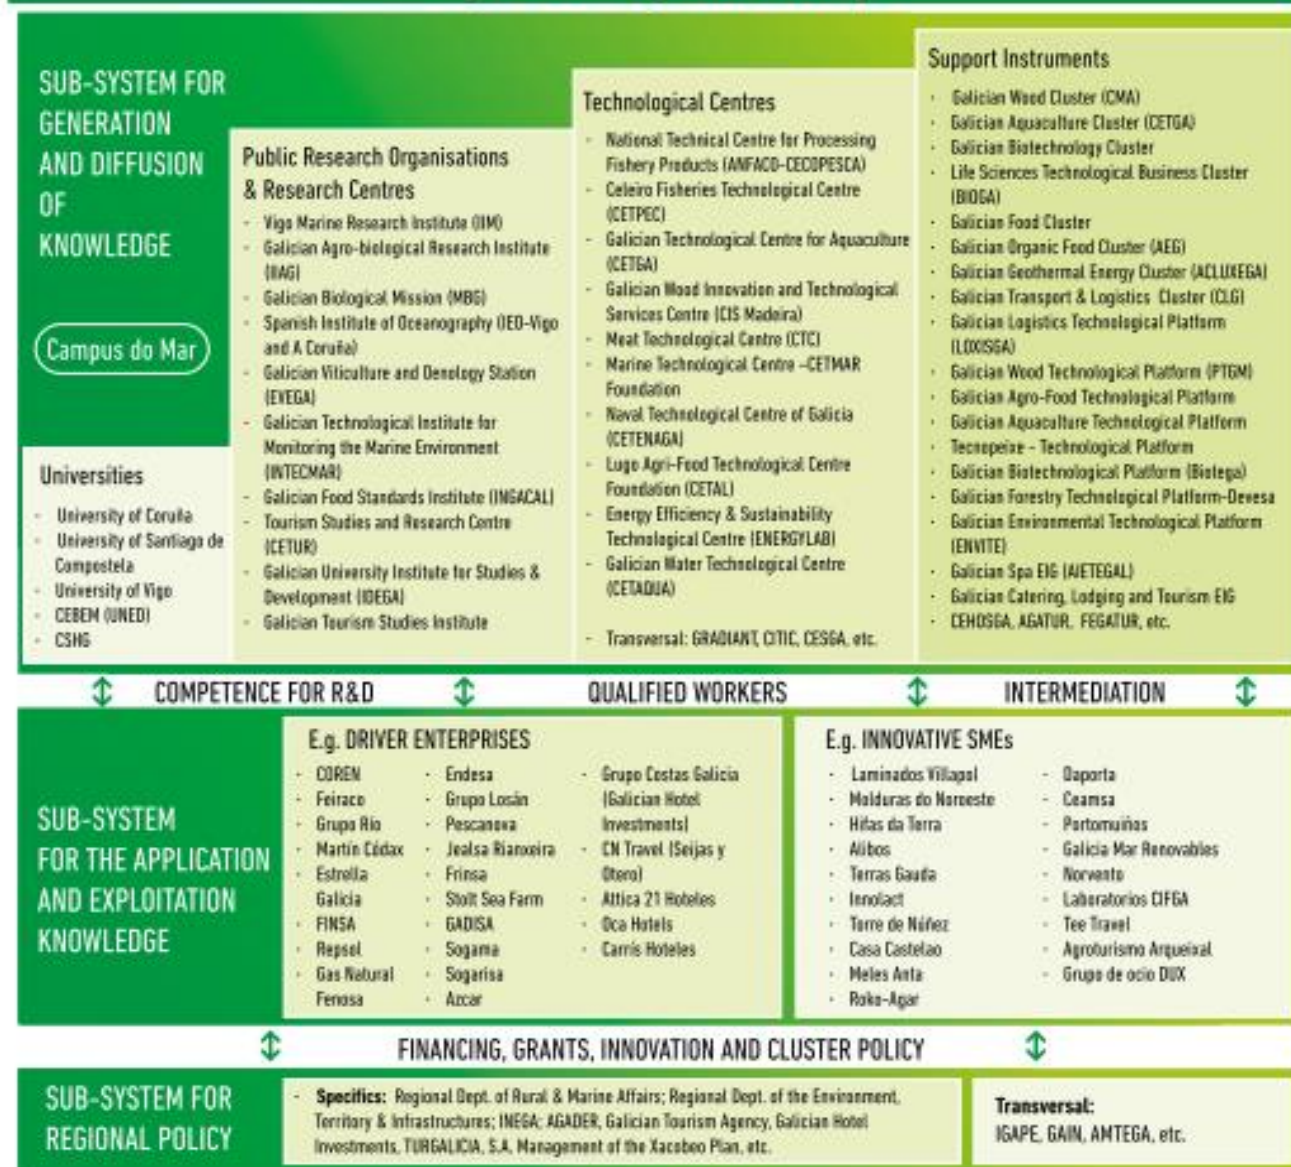 SUB-SYSTEM FOR
GENERATION
AND DIFFUSION
OF
KNOWLEDGE
Campus do Mar
Universities
- University of Coruña
- University of Santiago de
Compostela
- University of Vigo
- CEBEM (UNED)
- CSHG
Public Research Organisations
& Research Centres
- Vigo Marine Research Institute (IIM)
- Galician Agro-biological Research Institute
(IIAG)
- Galician Biological Mission (MBG)
- Spanish Institute of Oceanography (IEO-Vigo
and A Coruña)
- Galician Viticulture and Oenology Station
(EVEGA)
- Galician Technological Institute for
Monitoring the Marine Environment
(INTECMAR)
- Galician Food Standards Institute (INGACAL)
- Tourism Studies and Research Centre
(CETUR)
- Galician University Institute for Studies &
Development (IDEGA)
- Galician Tourism Studies Institute
Technological Centres
- National Technical Centre for Processing
Fishery Products (ANFACO-CECOPESCA)
- Celeiro Fisheries Technological Centre
(CETPEC)
- Galician Technological Centre for Aquaculture
(CETGA)
- Galician Wood Innovation and Technological
Services Centre (CIS Madeira)
- Meat Technological Centre (CTC)
- Marine Technological Centre –CETMAR
Foundation
- Naval Technological Centre of Galicia
(CETENAGA)
- Lugo Agri-Food Technological Centre
Foundation (CETAL)
- Energy Efficiency & Sustainability
Technological Centre (ENERGYLAB)
- Galician Water Technological Centre
(CETAQUA)
- Transversal: GRADIANT, CITIC, CESGA, etc.
Support Instruments
· Galician Wood Cluster (CMA)
· Galician Aquaculture Cluster (CETGA)
· Galician Biotechnology Cluster
· Life Sciences Technological Business Cluster
(BIOGA)
· Galician Food Cluster
· Galician Organic Food Cluster (AEG)
· Galician Geothermal Energy Cluster (ACLUXEGA)
· Galician Transport & Logistics Cluster (CLG)
· Galician Logistics Technological Platform
(LOXISGA)
· Galician Wood Technological Platform (PTGM)
· Galician Agro-Food Technological Platform
· Galician Aquaculture Technological Platform
· Tecnopeixe - Technological Platform
· Galician Biotechnological Platform (Biotega)
· Galician Forestry Technological Platform-Devesa
· Galician Environmental Technological Platform
(ENVITE)
· Galician Spa EIG (AIETEGAL)
· Galician Catering, Lodging and Tourism EIG
· CEHOSGA, AGATUR, FEGATUR, etc.
COMPETENCE FOR R&D
QUALIFIED WORKERS
INTERMEDIATION
SUB-SYSTEM
FOR THE APPLICATION
AND EXPLOITATION
KNOWLEDGE
E.g. DRIVER ENTERPRISES
· COREN
· Feiraco
· Grupo Rio
· Martín Códax
· Estrella
Galicia
· FINSA
· Repsol
· Gas Natural
Fenosa
· Endesa
· Grupo Losán
· Pescanova
· Jealsa Rianxeira
· Frinsa
· Stolt Sea Farm
· GADISA
· Sogama
· Sogarisa
· Azcar
· Grupo Costas Galicia
(Galician Hotel
Investments)
· CN Travel (Seijas y
Otero)
· Attica 21 Hoteles
· Oca Hotels
· Carris Hoteles
E.g. INNOVATIVE SMEs
· Laminados Villapol
· Molduras do Noroeste
· Hifas da Terra
· Alibos
· Terras Gauda
· Innolact
· Torre de Núñez
· Casa Castelao
· Meles Anta
· Roko-Agar
- Daporta
- Ceamsa
- Portomuiños
- Galicia Mar Renovables
- Norvento
- Laboratorios CIFGA
- Tee Travel
- Agroturismo Arqueixal
- Grupo de ocio DUX
FINANCING, GRANTS, INNOVATION AND CLUSTER POLICY
SUB-SYSTEM FOR
REGIONAL POLICY
- Specifics: Regional Dept. of Rural & Marine Affairs; Regional Dept. of the Environment,
Territory & Infrastructures; INEGA; AGADER, Galician Tourism Agency, Galician Hotel
Investments, TURGALICIA, S.A. Management of the Xacobeo Plan, etc.
Transversal:
IGAPE, GAIN, AMTEGA, etc.